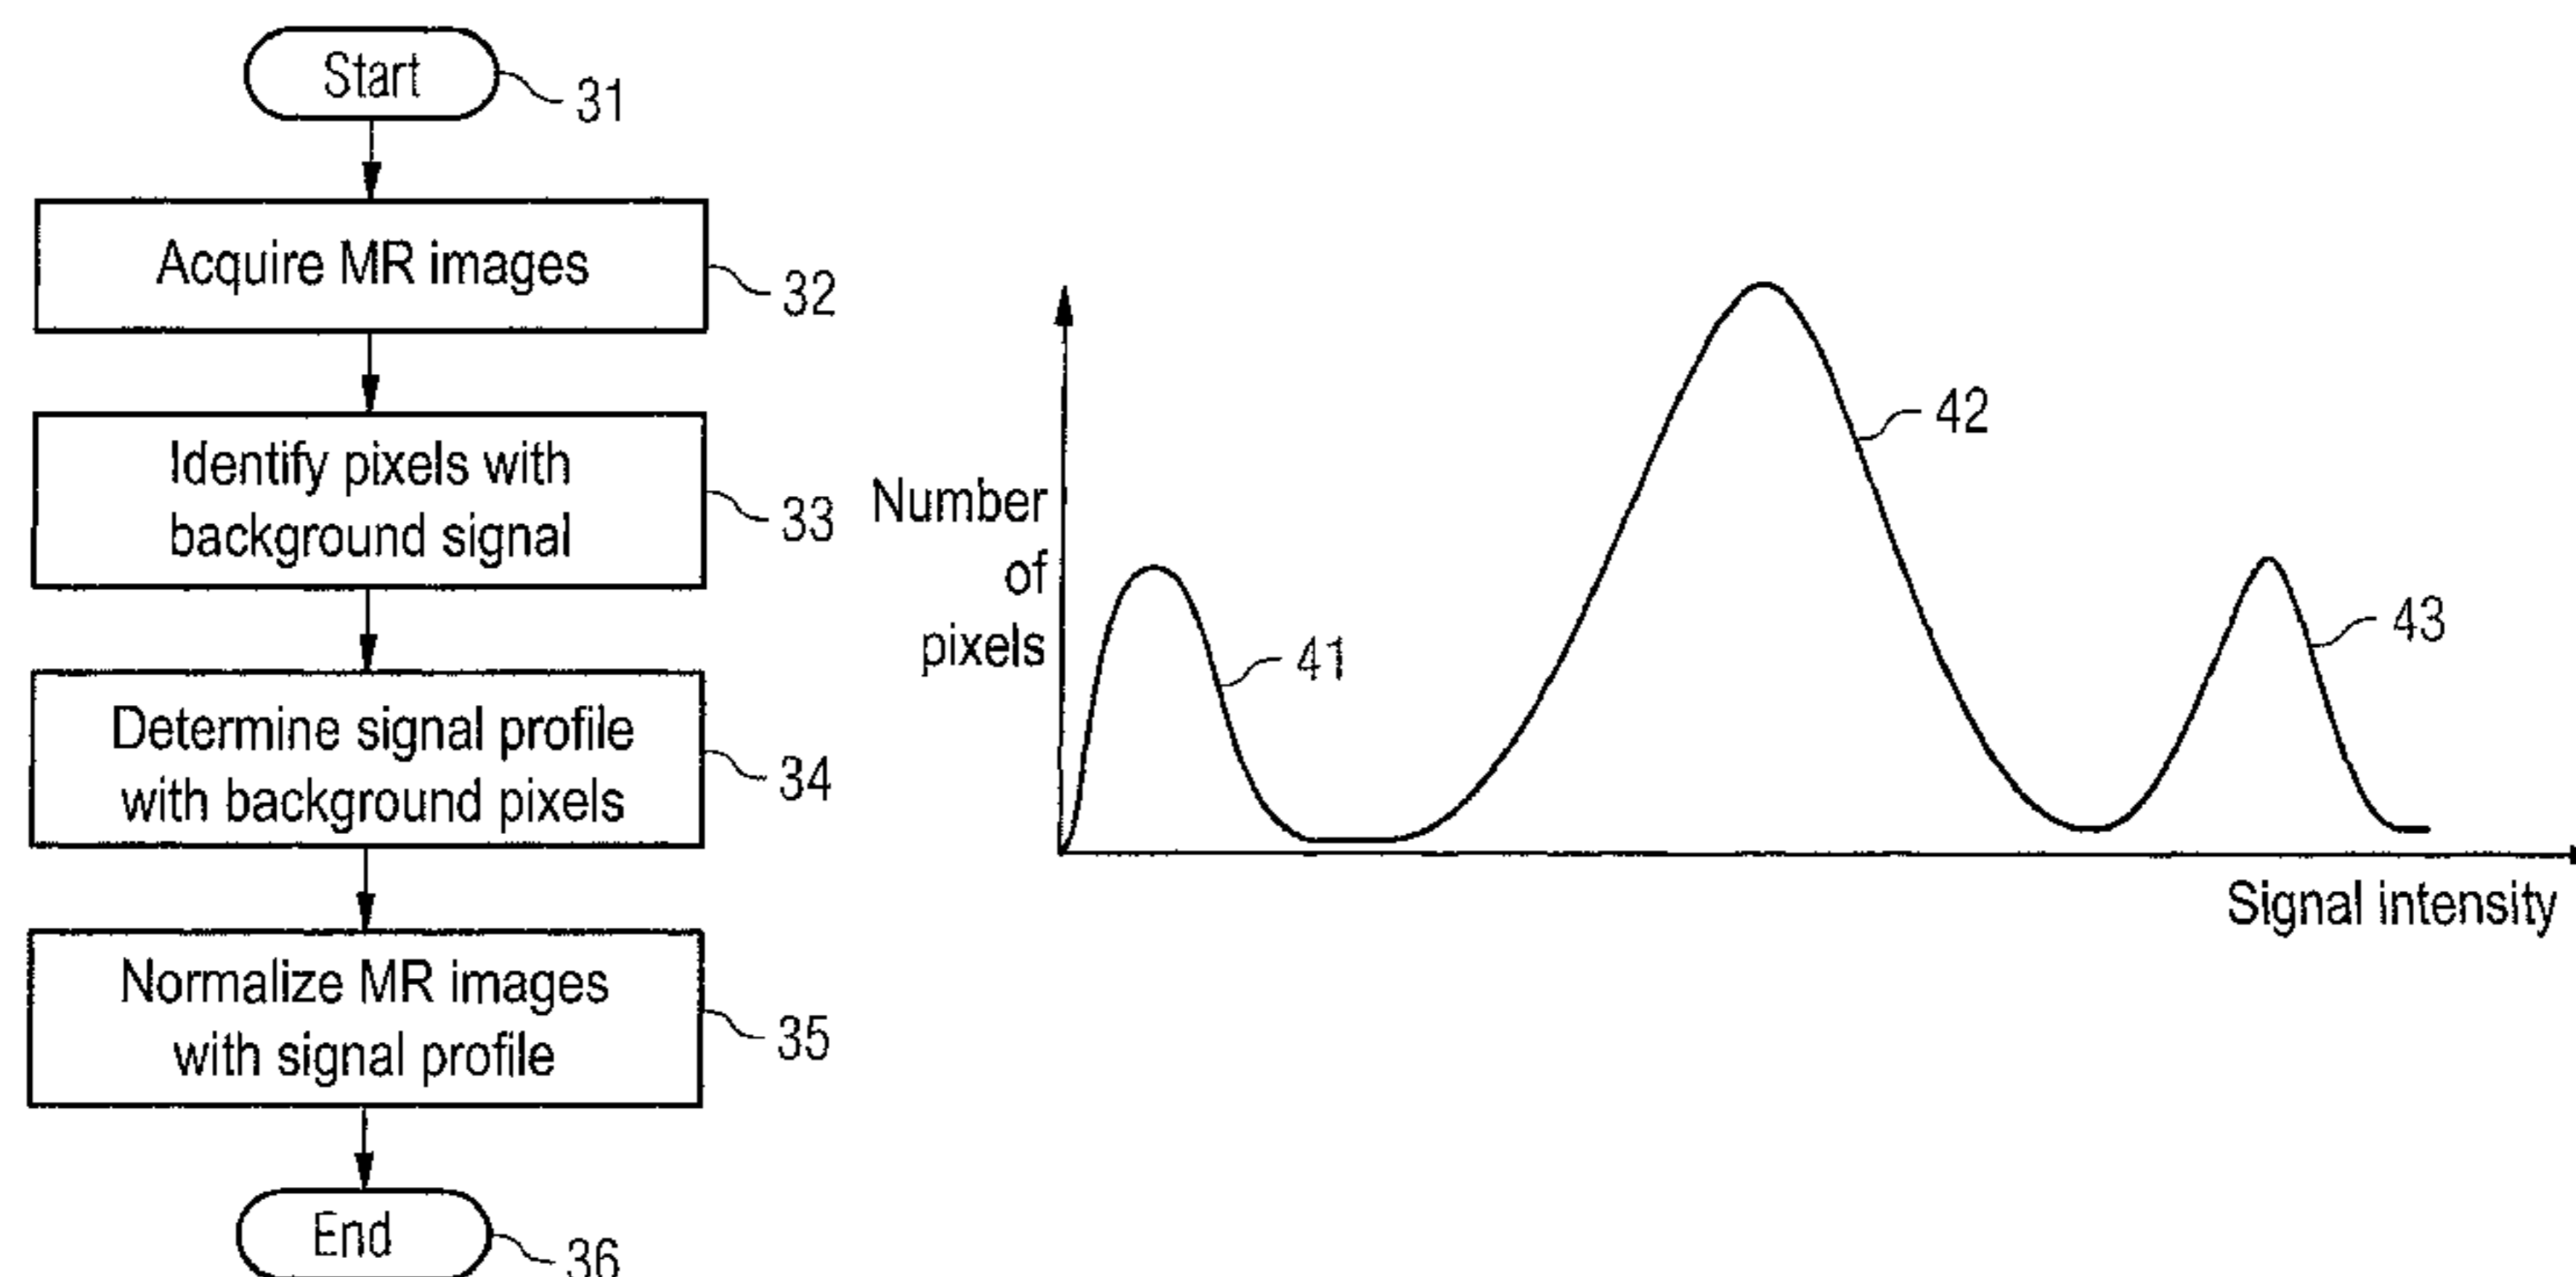 Start
31
Acquire MR images
32
Identify pixels with
background signal
33
Determine signal profile
with background pixels
34
Normalize MR images
with signal profile
35
End
36
Number
of
pixels
41
42
43
Signal intensity